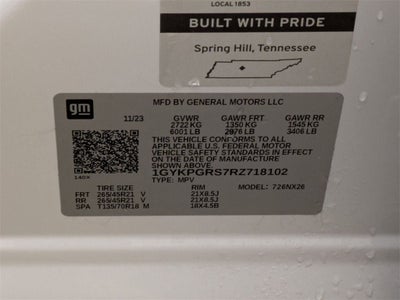 LOCAL 1853
BUILT WITH PRIDE
Spring Hill, Tennessee
gm
MFD BY GENERAL MOTORS LLC
11/23 GVWR GAWR FRT GAWR RR
2722 KG 1350 KG 1545 KG
6001 LB 2976 LB 3406 LB
THIS VEHICLE CONFORMS TO ALL
APPLICABLE U.S. FEDERAL MOTOR
VEHICLE SAFETY STANDARDS IN
EFFECT ON THE DATE OF MANUFACTURE
SHOWN ABOVE.
1GYKPGRS7RZ718102
TYPE: MPV
140X
TIRE SIZE RIM MODEL: 726NX26
FRT 265/45R21 V 21X8.5J
RR 265/45R21 V 21X8.5J
SPA T135/70R18 M 18X4.5B